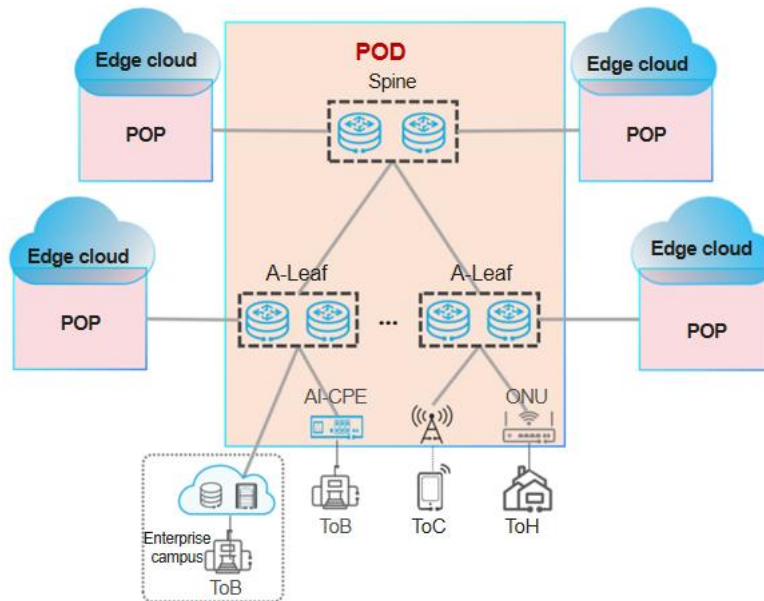 Edge cloud
POP
POD
Spine
Edge cloud
POP
Edge cloud
POP
A-Leaf
A-Leaf
...
Edge cloud
POP
AI-CPE
ONU
Enterprise
campus
ToB
ToB
ToC
ToH